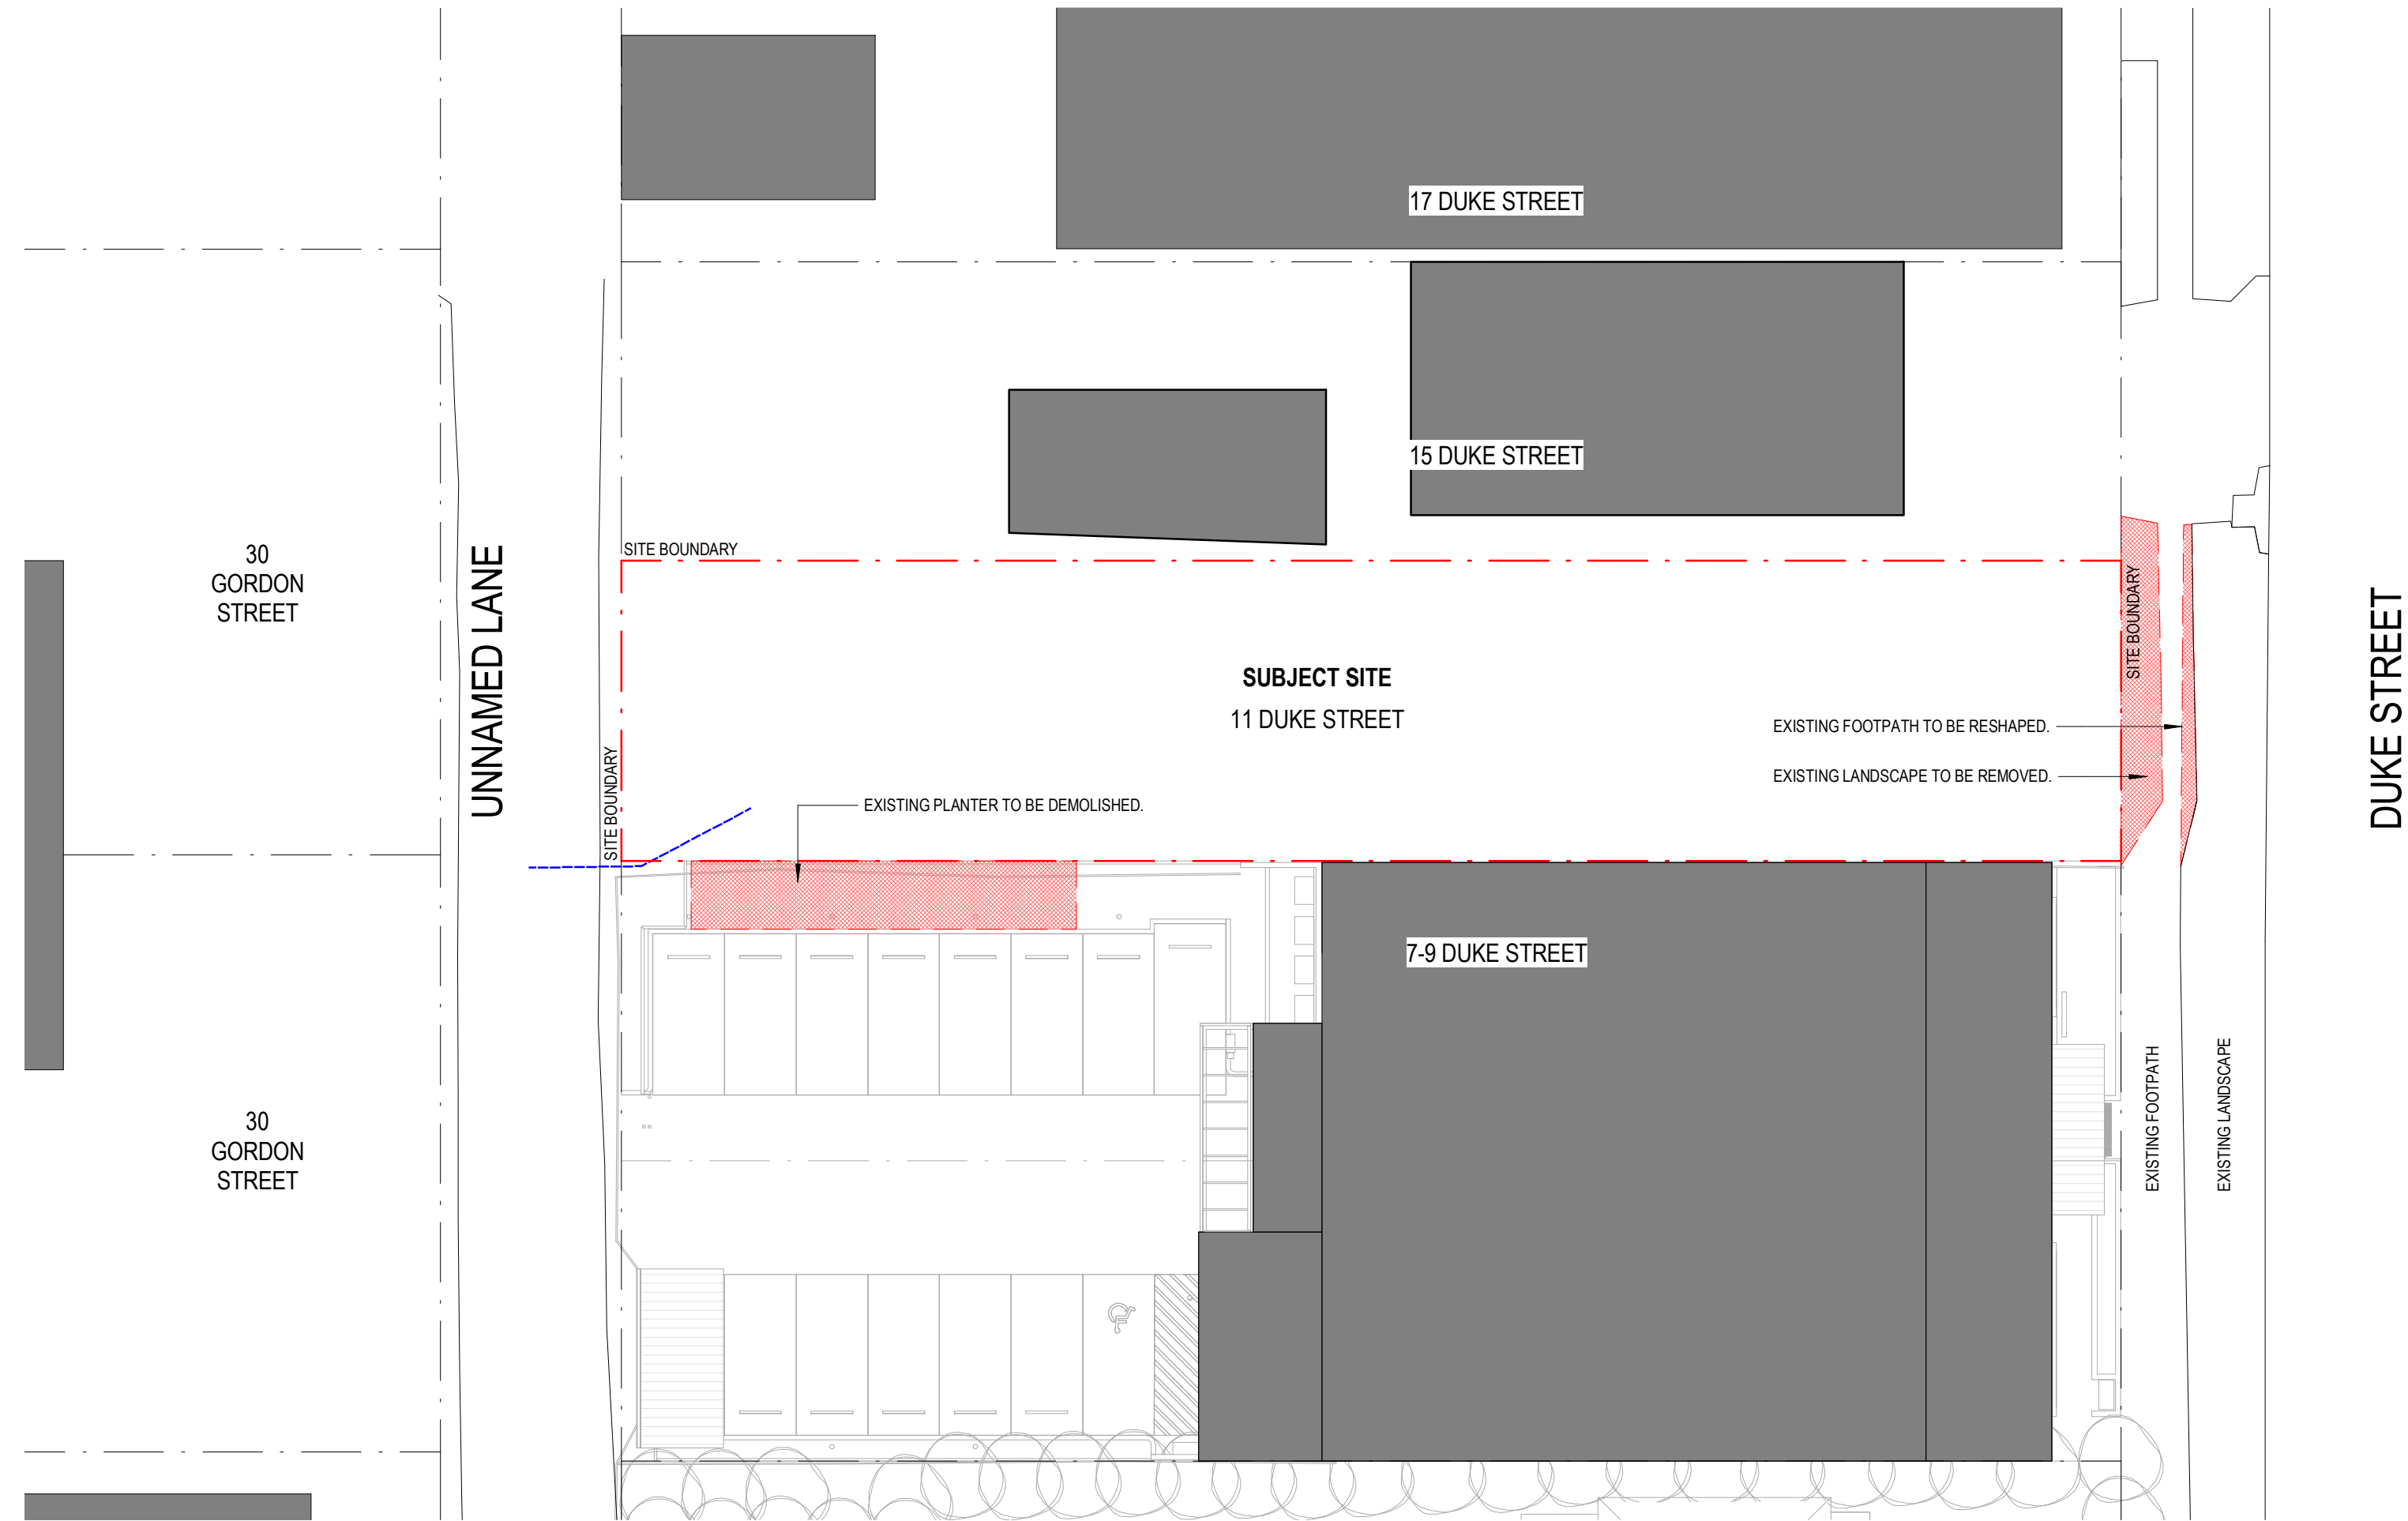 17 DUKE STREET
15 DUKE STREET
30
GORDON
STREET
UNNAMED LANE
SITE BOUNDARY
SITE BOUNDARY
SUBJECT SITE
11 DUKE STREET
SITE BOUNDARY
DUKE STREET
EXISTING FOOTPATH TO BE RESHAPED.
EXISTING LANDSCAPE TO BE REMOVED.
EXISTING PLANTER TO BE DEMOLISHED.
7-9 DUKE STREET
30
GORDON
STREET
EXISTING FOOTPATH
EXISTING LANDSCAPE